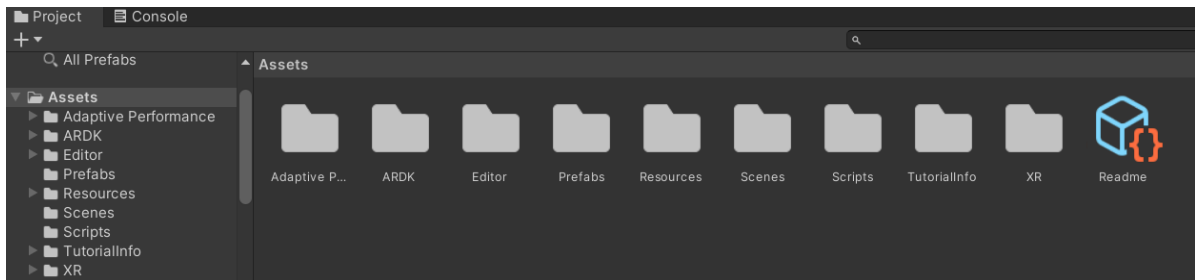 Project Console
All Prefabs
Assets
Adaptive Performance
ARDK
Editor
Prefabs
Resources
Scenes
Scripts
TutorialInfo
XR
Assets
Adaptive P... ARDK Editor Prefabs Resources Scenes Scripts TutorialInfo XR Readme